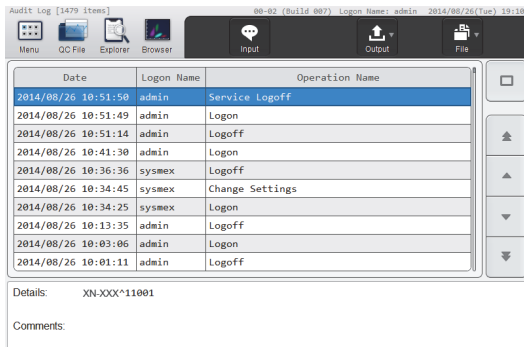 Audit Log [1479 items] 00-02 (Build 007) Logon Name: admin 2014/08/26(Tue) 19:10
Menu QC File Explorer Browser Input Output File
Date Logon Name Operation Name
2014/08/26 10:51:50 admin Service Logoff
2014/08/26 10:51:49 admin Logon
2014/08/26 10:51:14 admin Logoff
2014/08/26 10:41:30 admin Logon
2014/08/26 10:36:36 sysmex Logoff
2014/08/26 10:34:45 sysmex Change Settings
2014/08/26 10:34:25 sysmex Logon
2014/08/26 10:13:35 admin Logoff
2014/08/26 10:03:06 admin Logon
2014/08/26 10:01:11 admin Logoff
Details: XN-XXX^11001
Comments: